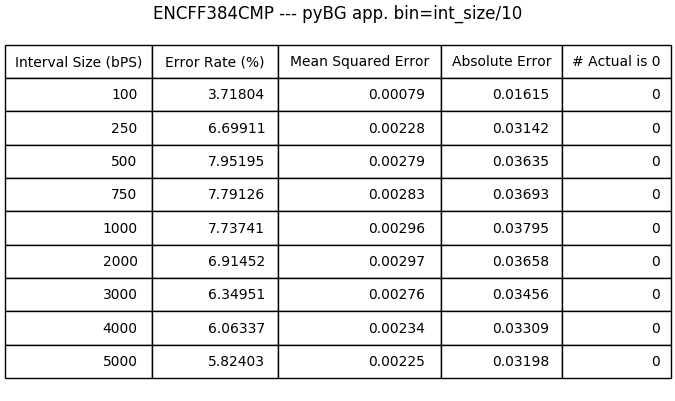 ENCFF384CMP --- pyBG app. bin=int_size/10
Interval Size (bPS) Error Rate (%) Mean Squared Error Absolute Error # Actual is 0
100 3.71804 0.00079 0.01615 0
250 6.69911 0.00228 0.03142 0
500 7.95195 0.00279 0.03635 0
750 7.79126 0.00283 0.03693 0
1000 7.73741 0.00296 0.03795 0
2000 6.91452 0.00297 0.03658 0
3000 6.34951 0.00276 0.03456 0
4000 6.06337 0.00234 0.03309 0
5000 5.82403 0.00225 0.03198 0